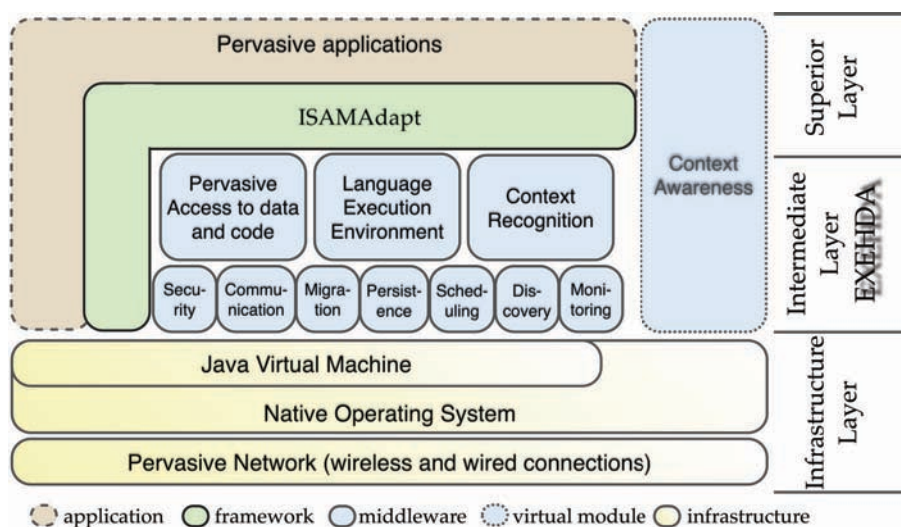 Pervasive applications
ISAMAdapt
Pervasive
Access to data
and code
Language
Execution
Environment
Context
Recognition
Secu-
rity
Commu-
nication
Migra-
tion
Persist-
ence
Sched-
uling
Dis-
covery
Moni-
toring
Context
Awareness
Java Virtual Machine
Native Operating System
Pervasive Network (wireless and wired connections)
Superior
Layer
Intermediate
Layer
EXEHDA
Infrastructure
Layer
application
framework
middleware
virtual module
infrastructure